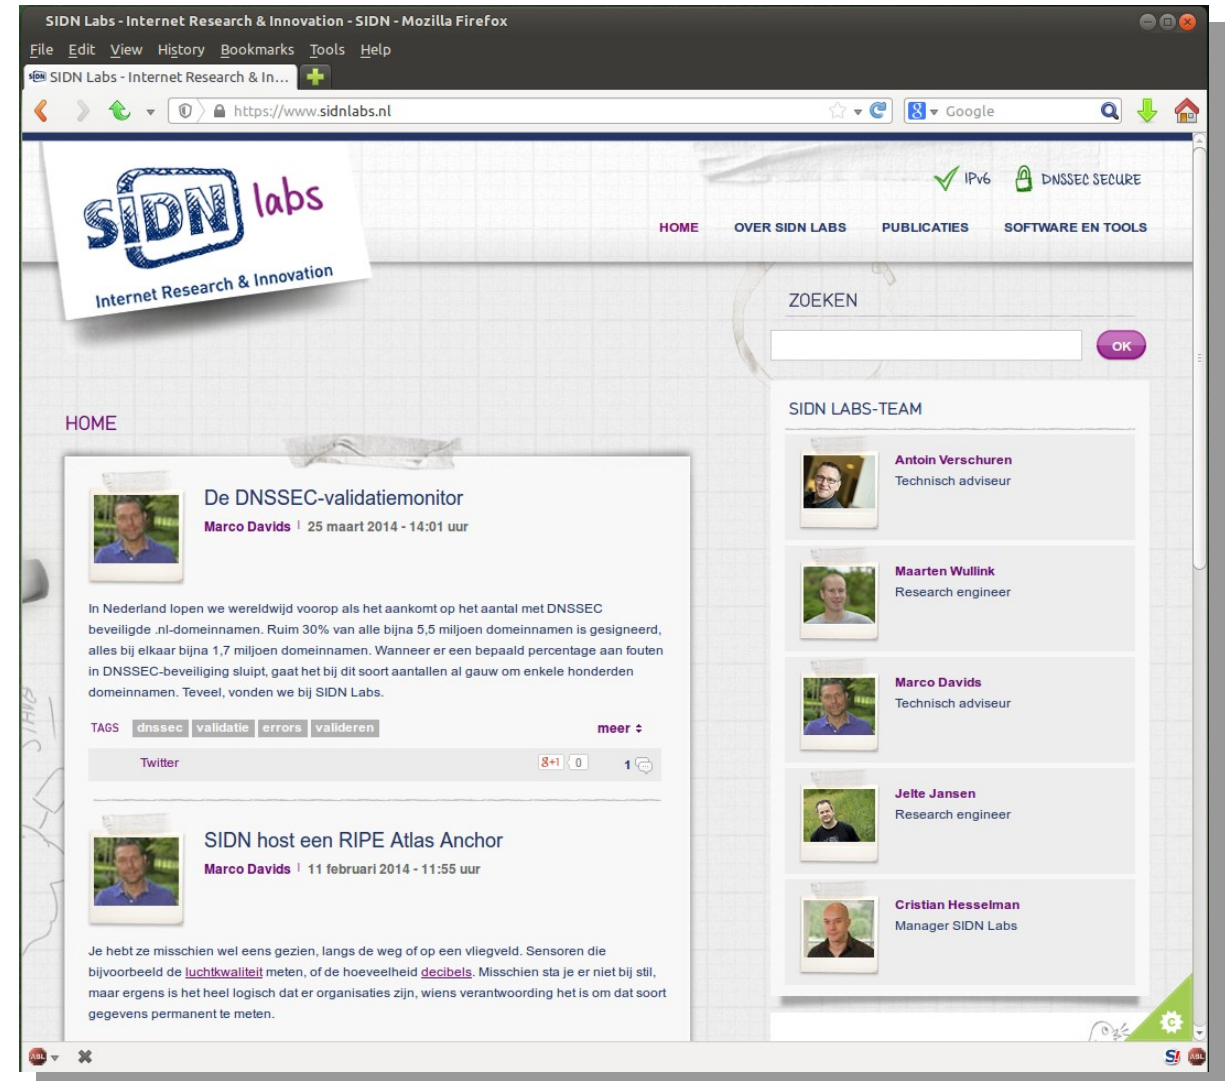 SIDN Labs - Internet Research & Innovation - SIDN - Mozilla Firefox
File Edit View History Bookmarks Tools Help
SIDN Labs - Internet Research & In...
https://www.sidnlabs.nl
Google
SIDN labs
Internet Research & Innovation
IPv6 DNSSEC SECURE
HOME OVER SIDN LABS PUBLICATIES SOFTWARE EN TOOLS
ZOEKEN
OK
HOME
De DNSSEC-validatiemonitor
Marco Davids | 25 maart 2014 - 14:01 uur
In Nederland lopen we wereldwijd voorop als het aankomt op het aantal met DNSSEC
beveiligde .nl-domeinnamen. Ruim 30% van alle bijna 5,5 miljoen domeinnamen is gesigneerd,
alles bij elkaar bijna 1,7 miljoen domeinnamen. Wanneer er een bepaald percentage aan fouten
in DNSSEC-beveiliging sluipt, gaat het bij dit soort aantallen al gauw om enkele honderden
domeinnamen. Teveel, vonden we bij SIDN Labs.
TAGS dnssec validatie errors valideren meer
Twitter g+1 0 1
SIDN host een RIPE Atlas Anchor
Marco Davids | 11 februari 2014 - 11:55 uur
Je hebt ze misschien wel eens gezien, langs de weg of op een vliegveld. Sensoren die
bijvoorbeeld de luchtkwaliteit meten, of de hoeveelheid decibels. Misschien sta je er niet bij stil,
maar ergens is het heel logisch dat er organisaties zijn, wiens verantwoording het is om dat soort
gegevens permanent te meten.
SIDN LABS-TEAM
Antoin Verschuren
Technisch adviseur
Maarten Wullink
Research engineer
Marco Davids
Technisch adviseur
Jelte Jansen
Research engineer
Cristian Hesselman
Manager SIDN Labs
ABL
S!
ABL